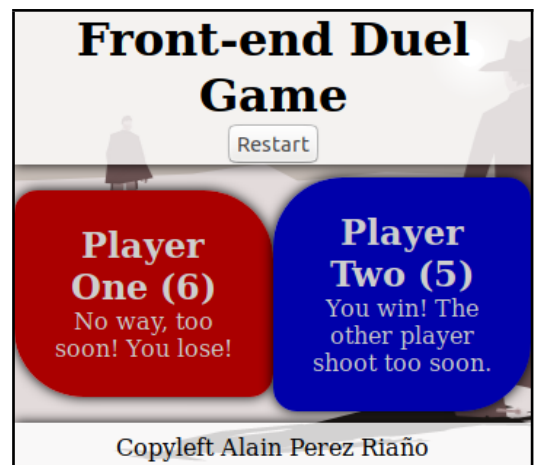 Front-end Duel
Game
Restart
Player
One (6)
No way, too
soon! You lose!
Player
Two (5)
You win! The
other player
shoot too soon.
Copyleft Alain Perez Riaño